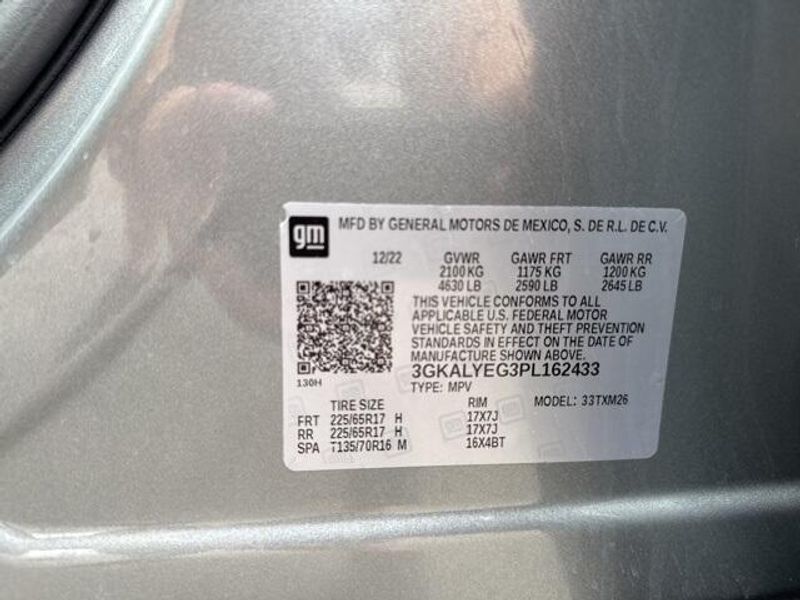 gm MFD BY GENERAL MOTORS DE MEXICO, S. DE R.L. DE C.V.
12/22 GVWR GAWR FRT GAWR RR
2100 KG 1175 KG 1200 KG
4630 LB 2590 LB 2645 LB
THIS VEHICLE CONFORMS TO ALL
APPLICABLE U.S. FEDERAL MOTOR
VEHICLE SAFETY AND THEFT PREVENTION
STANDARDS IN EFFECT ON THE DATE OF
MANUFACTURE SHOWN ABOVE.
3GKALYEG3PL162433
130H
TYPE: MPV
TIRE SIZE RIM MODEL: 33TXM26
FRT 225/65R17 H 17X7J
RR 225/65R17 H 17X7J
SPA T135/70R16 M 16X4BT